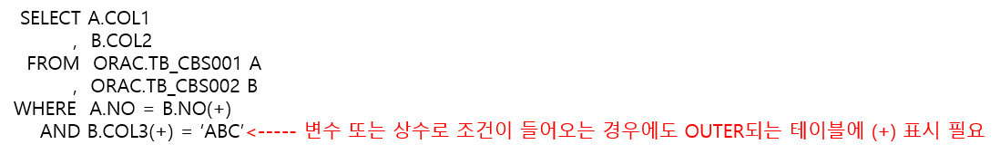 SELECT A.COL1
, B.COL2
FROM ORAC.TB_CBS001 A
, ORAC.TB_CBS002 B
WHERE A.NO = B.NO(+)
AND B.COL3(+) = ‘ABC’<----- 변수 또는 상수로 조건이 들어오는 경우에도 OUTER되는 테이블에 (+) 표시 필요